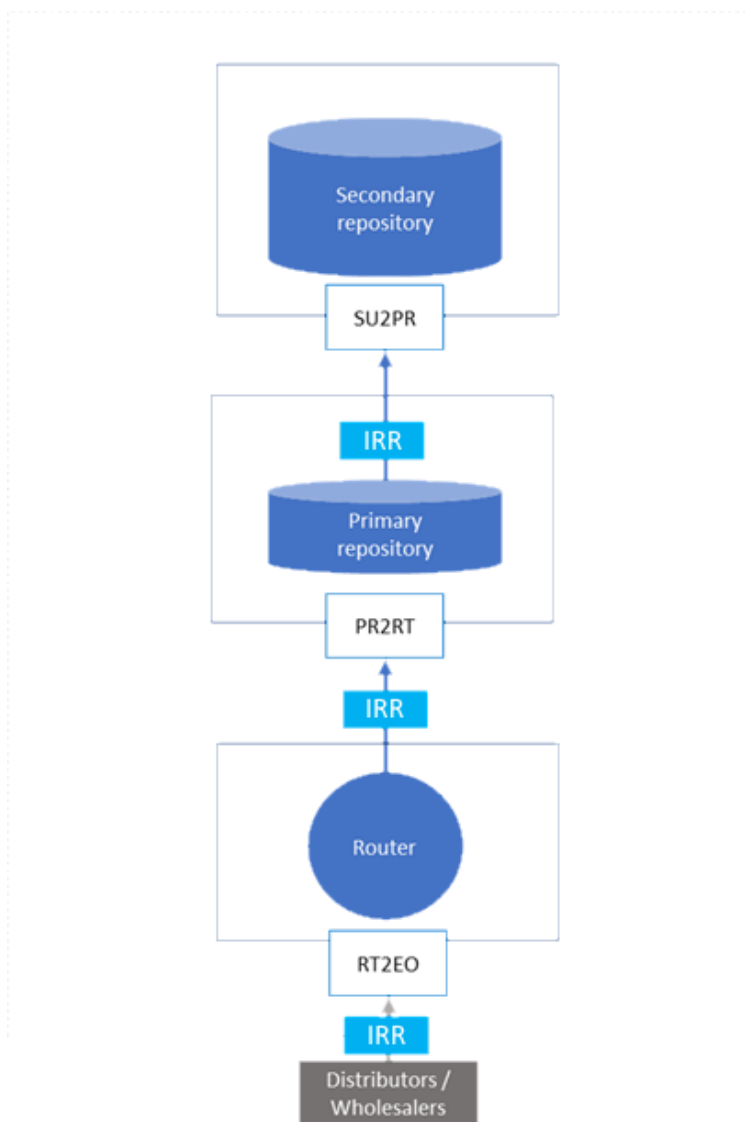 Secondary
repository
SU2PR
IRR
Primary
repository
PR2RT
IRR
Router
RT2EO
IRR
Distributors /
Wholesalers